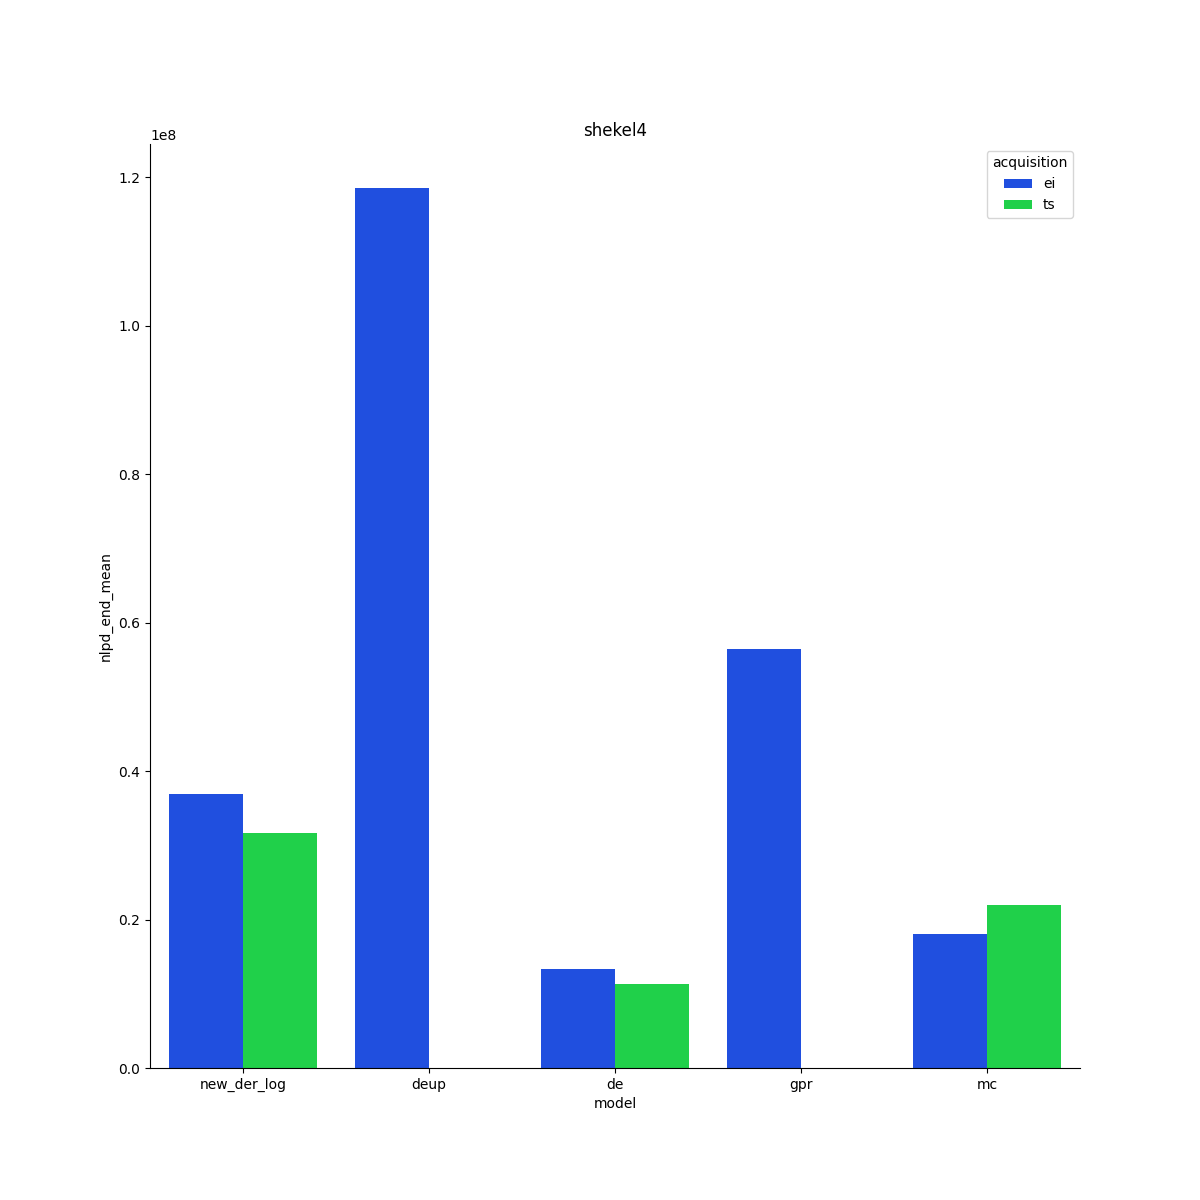 shekel4
1e8
acquisition
ei
ts
1.2
1.0
0.8
0.6
0.4
0.2
0.0
nlpd_end_mean
new_der_log deup de gpr mc
model